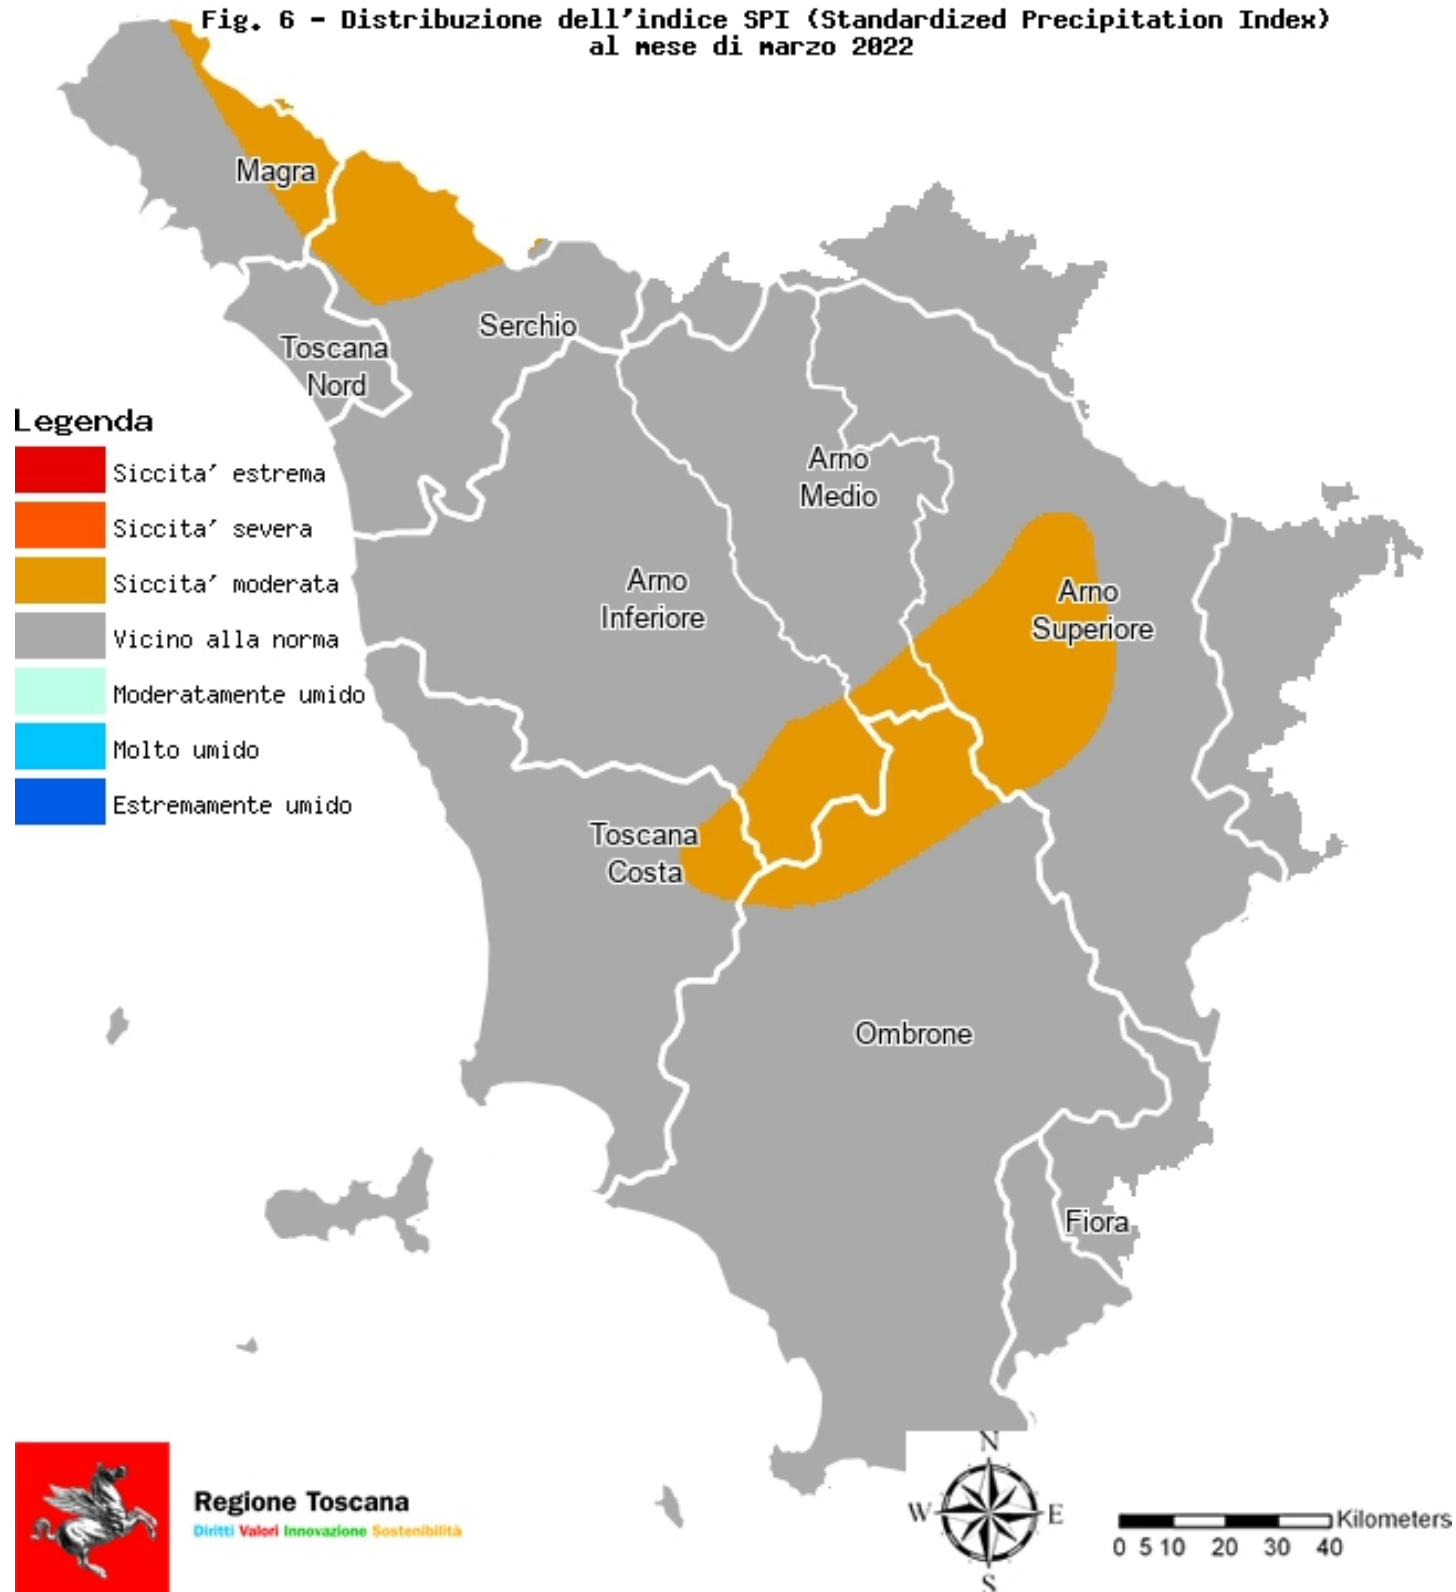 Fig. 6 - Distribuzione dell'indice SPI (Standardized Precipitation Index)
al mese di marzo 2022
Magra
Serchio
Toscana
Nord
Legenda
Siccita' estrema
Siccita' severa
Siccita' moderata
Vicino alla norma
Moderatamente umido
Molto umido
Estremamente umido
Arno
Medio
Arno
Inferiore
Arno
Superiore
Toscana
Costa
Ombrone
Fiora
Regione Toscana
Diritti Valori Innovazione Sostenibilità
N
W E
S
Kilometers
0 5 10 20 30 40